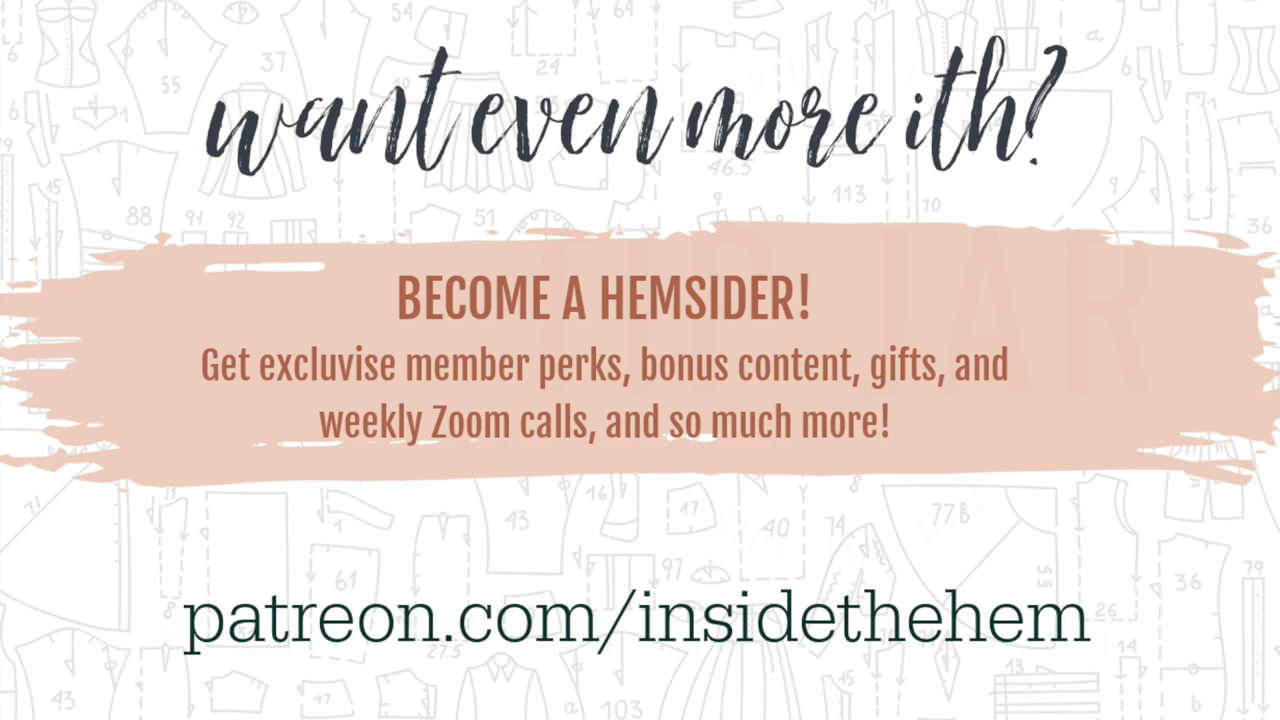 want even more ith?
BECOME A HEMSIDER!
Get excluvise member perks, bonus content, gifts, and
weekly Zoom calls, and so much more!
patreon.com/insidethehem